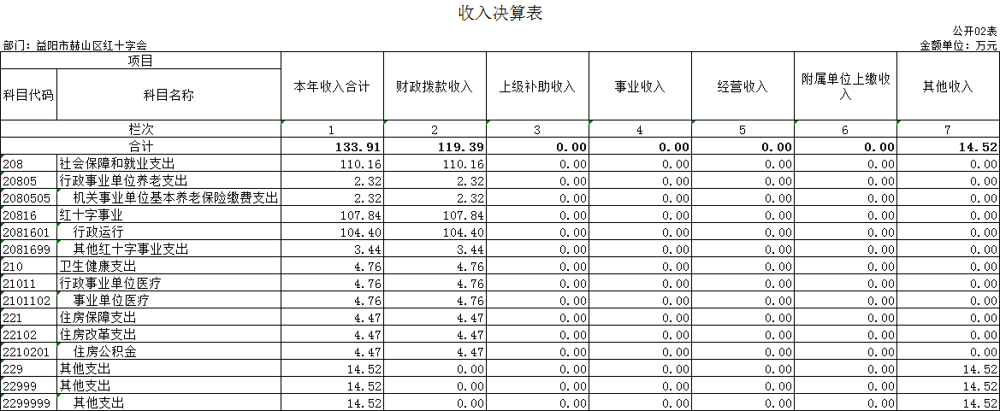 收入决算表
公开02表
部门：益阳市赫山区红十字会 金额单位：万元
项目 本年收入合计 财政拨款收入 上级补助收入 事业收入 经营收入 附属单位上缴收入 其他收入
科目代码 科目名称
栏次 1 2 3 4 5 6 7
合计 133.91 119.39 0.00 0.00 0.00 0.00 14.52
208 社会保障和就业支出 110.16 110.16 0.00 0.00 0.00 0.00 0.00
20805 行政事业单位养老支出 2.32 2.32 0.00 0.00 0.00 0.00 0.00
2080505 机关事业单位基本养老保险缴费支出 2.32 2.32 0.00 0.00 0.00 0.00 0.00
20816 红十字事业 107.84 107.84 0.00 0.00 0.00 0.00 0.00
2081601 行政运行 104.40 104.40 0.00 0.00 0.00 0.00 0.00
2081699 其他红十字事业支出 3.44 3.44 0.00 0.00 0.00 0.00 0.00
210 卫生健康支出 4.76 4.76 0.00 0.00 0.00 0.00 0.00
21011 行政事业单位医疗 4.76 4.76 0.00 0.00 0.00 0.00 0.00
2101102 事业单位医疗 4.76 4.76 0.00 0.00 0.00 0.00 0.00
221 住房保障支出 4.47 4.47 0.00 0.00 0.00 0.00 0.00
22102 住房改革支出 4.47 4.47 0.00 0.00 0.00 0.00 0.00
2210201 住房公积金 4.47 4.47 0.00 0.00 0.00 0.00 0.00
229 其他支出 14.52 0.00 0.00 0.00 0.00 0.00 14.52
22999 其他支出 14.52 0.00 0.00 0.00 0.00 0.00 14.52
2299999 其他支出 14.52 0.00 0.00 0.00 0.00 0.00 14.52